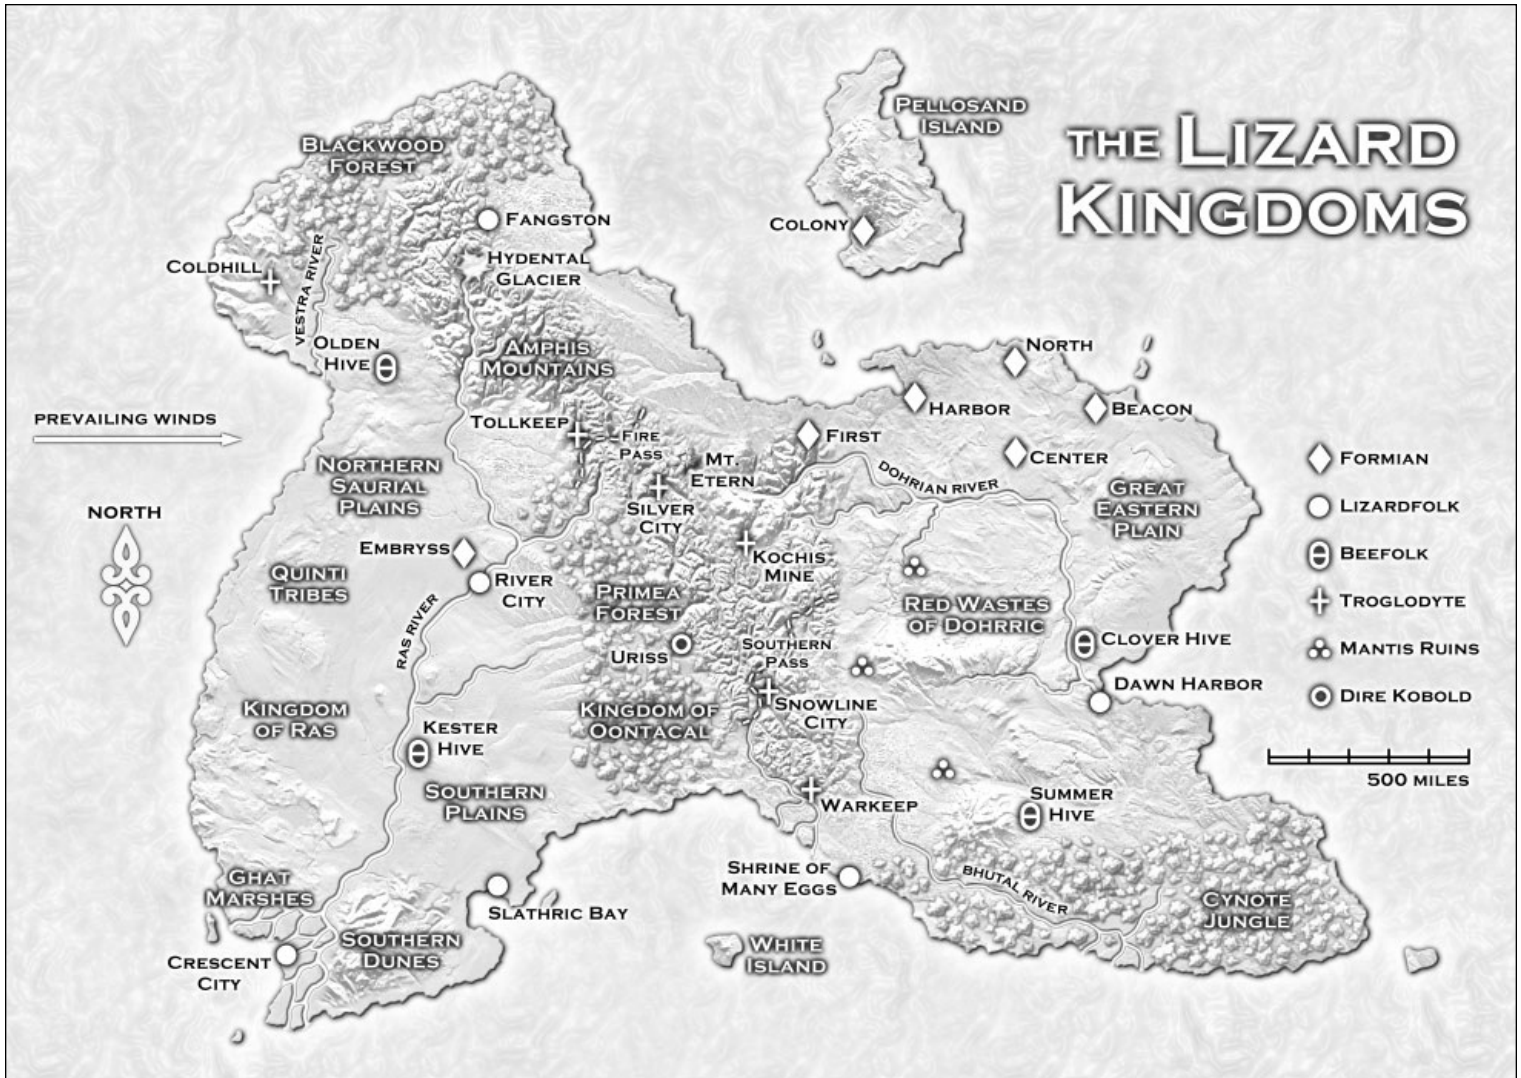 THE LIZARD
KINGDOMS
PELLOSAND
ISLAND
BLACKWOOD
FOREST
FANGSTON
COLONY
HYDENTAL
GLACIER
COLDHILL
VESTRA RIVER
OLDEN
HIVE
AMPHIS
MOUNTAINS
NORTH
HARBOR
BEACON
PREVAILING WINDS
TOLLKEEP
FIRE
PASS
FIRST
CENTER
MT.
ETERN
DOHRIAN RIVER
NORTHERN
SAURIAL
PLAINS
GREAT
EASTERN
PLAIN
SILVER
CITY
NORTH
EMBRYSS
KOCHIS
MINE
QUINTI
TRIBES
RIVER
CITY
PRIMEA
FOREST
RED WASTES
OF DOHRRIC
RAS RIVER
URISS
SOUTHERN
PASS
CLOVER HIVE
DAWN HARBOR
KINGDOM
OF RAS
KINGDOM OF
OONTACAL
SNOWLINE
CITY
KESTER
HIVE
SOUTHERN
PLAINS
WARKEEP
SUMMER
HIVE
SHRINE OF
MANY EGGS
BHUTAL RIVER
GHAT
MARSHES
SLATHRIC BAY
CYNOTE
JUNGLE
SOUTHERN
DUNES
WHITE
ISLAND
CRESCENT
CITY
FORMIAN
LIZARDFOLK
BEEFOLK
TROGLODYTE
MANTIS RUINS
DIRE KOBOLD
500 MILES